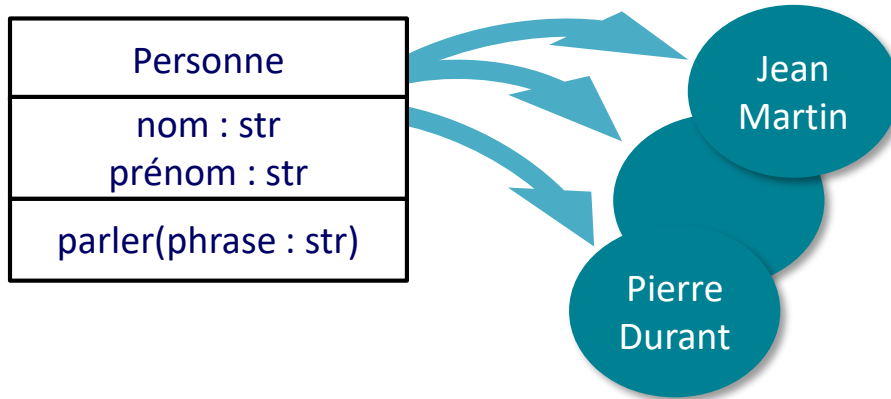 Personne
nom : str
prénom : str
parler(phrase : str)
Jean
Martin
Pierre
Durant